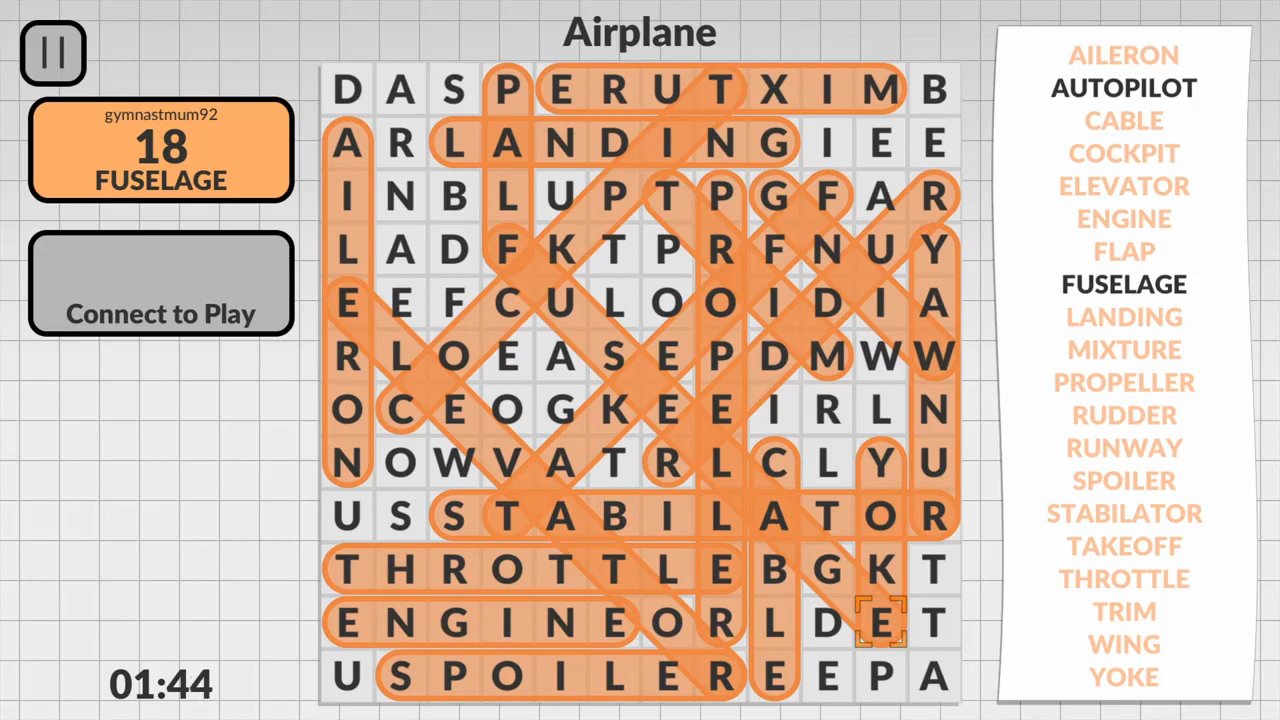 Airplane
gymnastmum92
18
FUSELAGE
Connect to Play
01:44
D A S P E R U T X I M B
A R L A N D I N G I E E
I N B L U P T P G F A R
L A D F K T P R F N U Y
E E F C U L O O I D I A
R L O E A S E P D M W W
O C E O G K E E I R L N
N O W V A T R L C L Y U
U S S T A B I L A T O R
T H R O T T L E B G K T
E N G I N E O R L D E T
U S P O I L E R E E P A
AILERON
AUTOPILOT
CABLE
COCKPIT
ELEVATOR
ENGINE
FLAP
FUSELAGE
LANDING
MIXTURE
PROPELLER
RUDDER
RUNWAY
SPOILER
STABILATOR
TAKEOFF
THROTTLE
TRIM
WING
YOKE